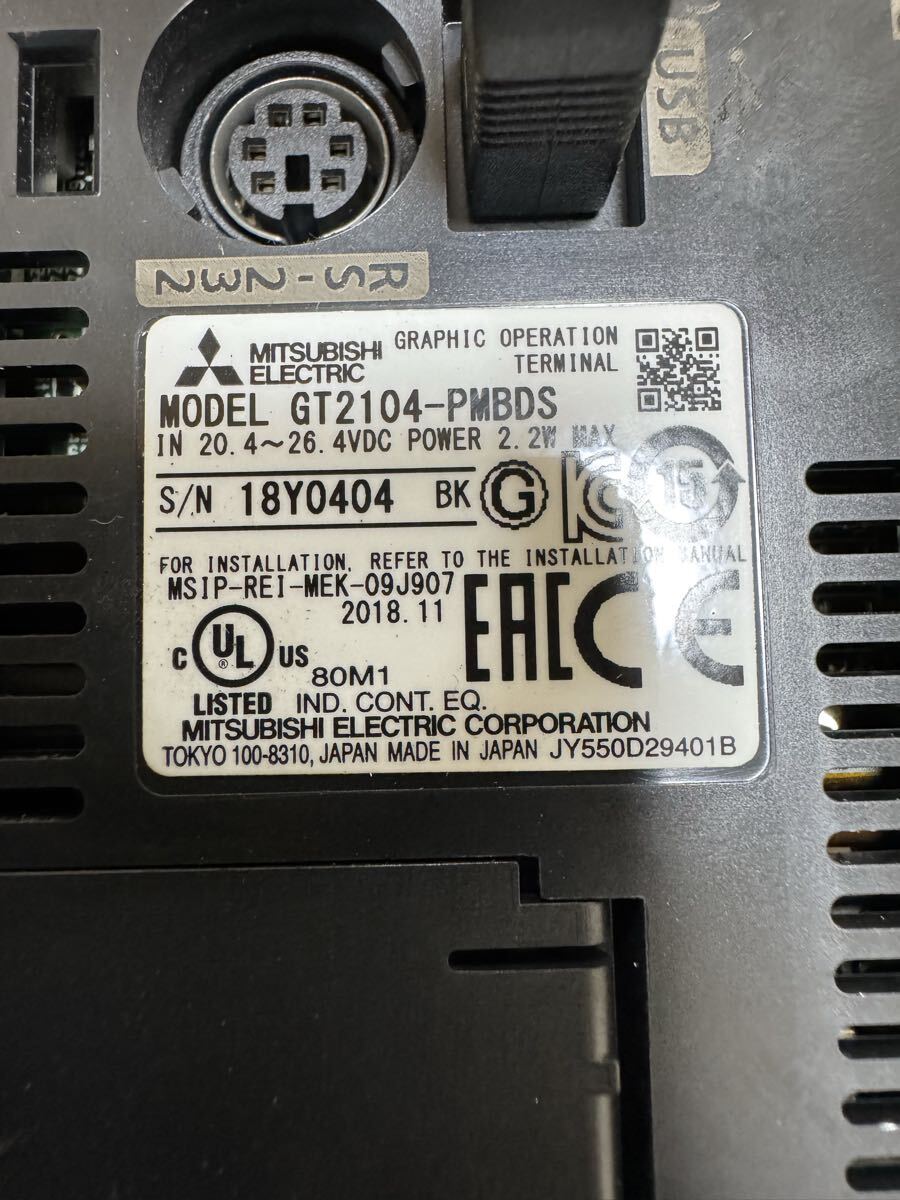 USB
RS-232
MITSUBISHI ELECTRIC
GRAPHIC OPERATION TERMINAL
MODEL GT2104-PMBDS
IN 20.4~26.4VDC POWER 2.2W MAX
S/N 18Y0404 BK
G
15
FOR INSTALLATION, REFER TO THE INSTALLATION MANUAL
MSIP-REI-MEK-09J907
2018.11
EAC CE
C UL ® US
80M1
LISTED IND. CONT. EQ.
MITSUBISHI ELECTRIC CORPORATION
TOKYO 100-8310, JAPAN MADE IN JAPAN JY550D29401B